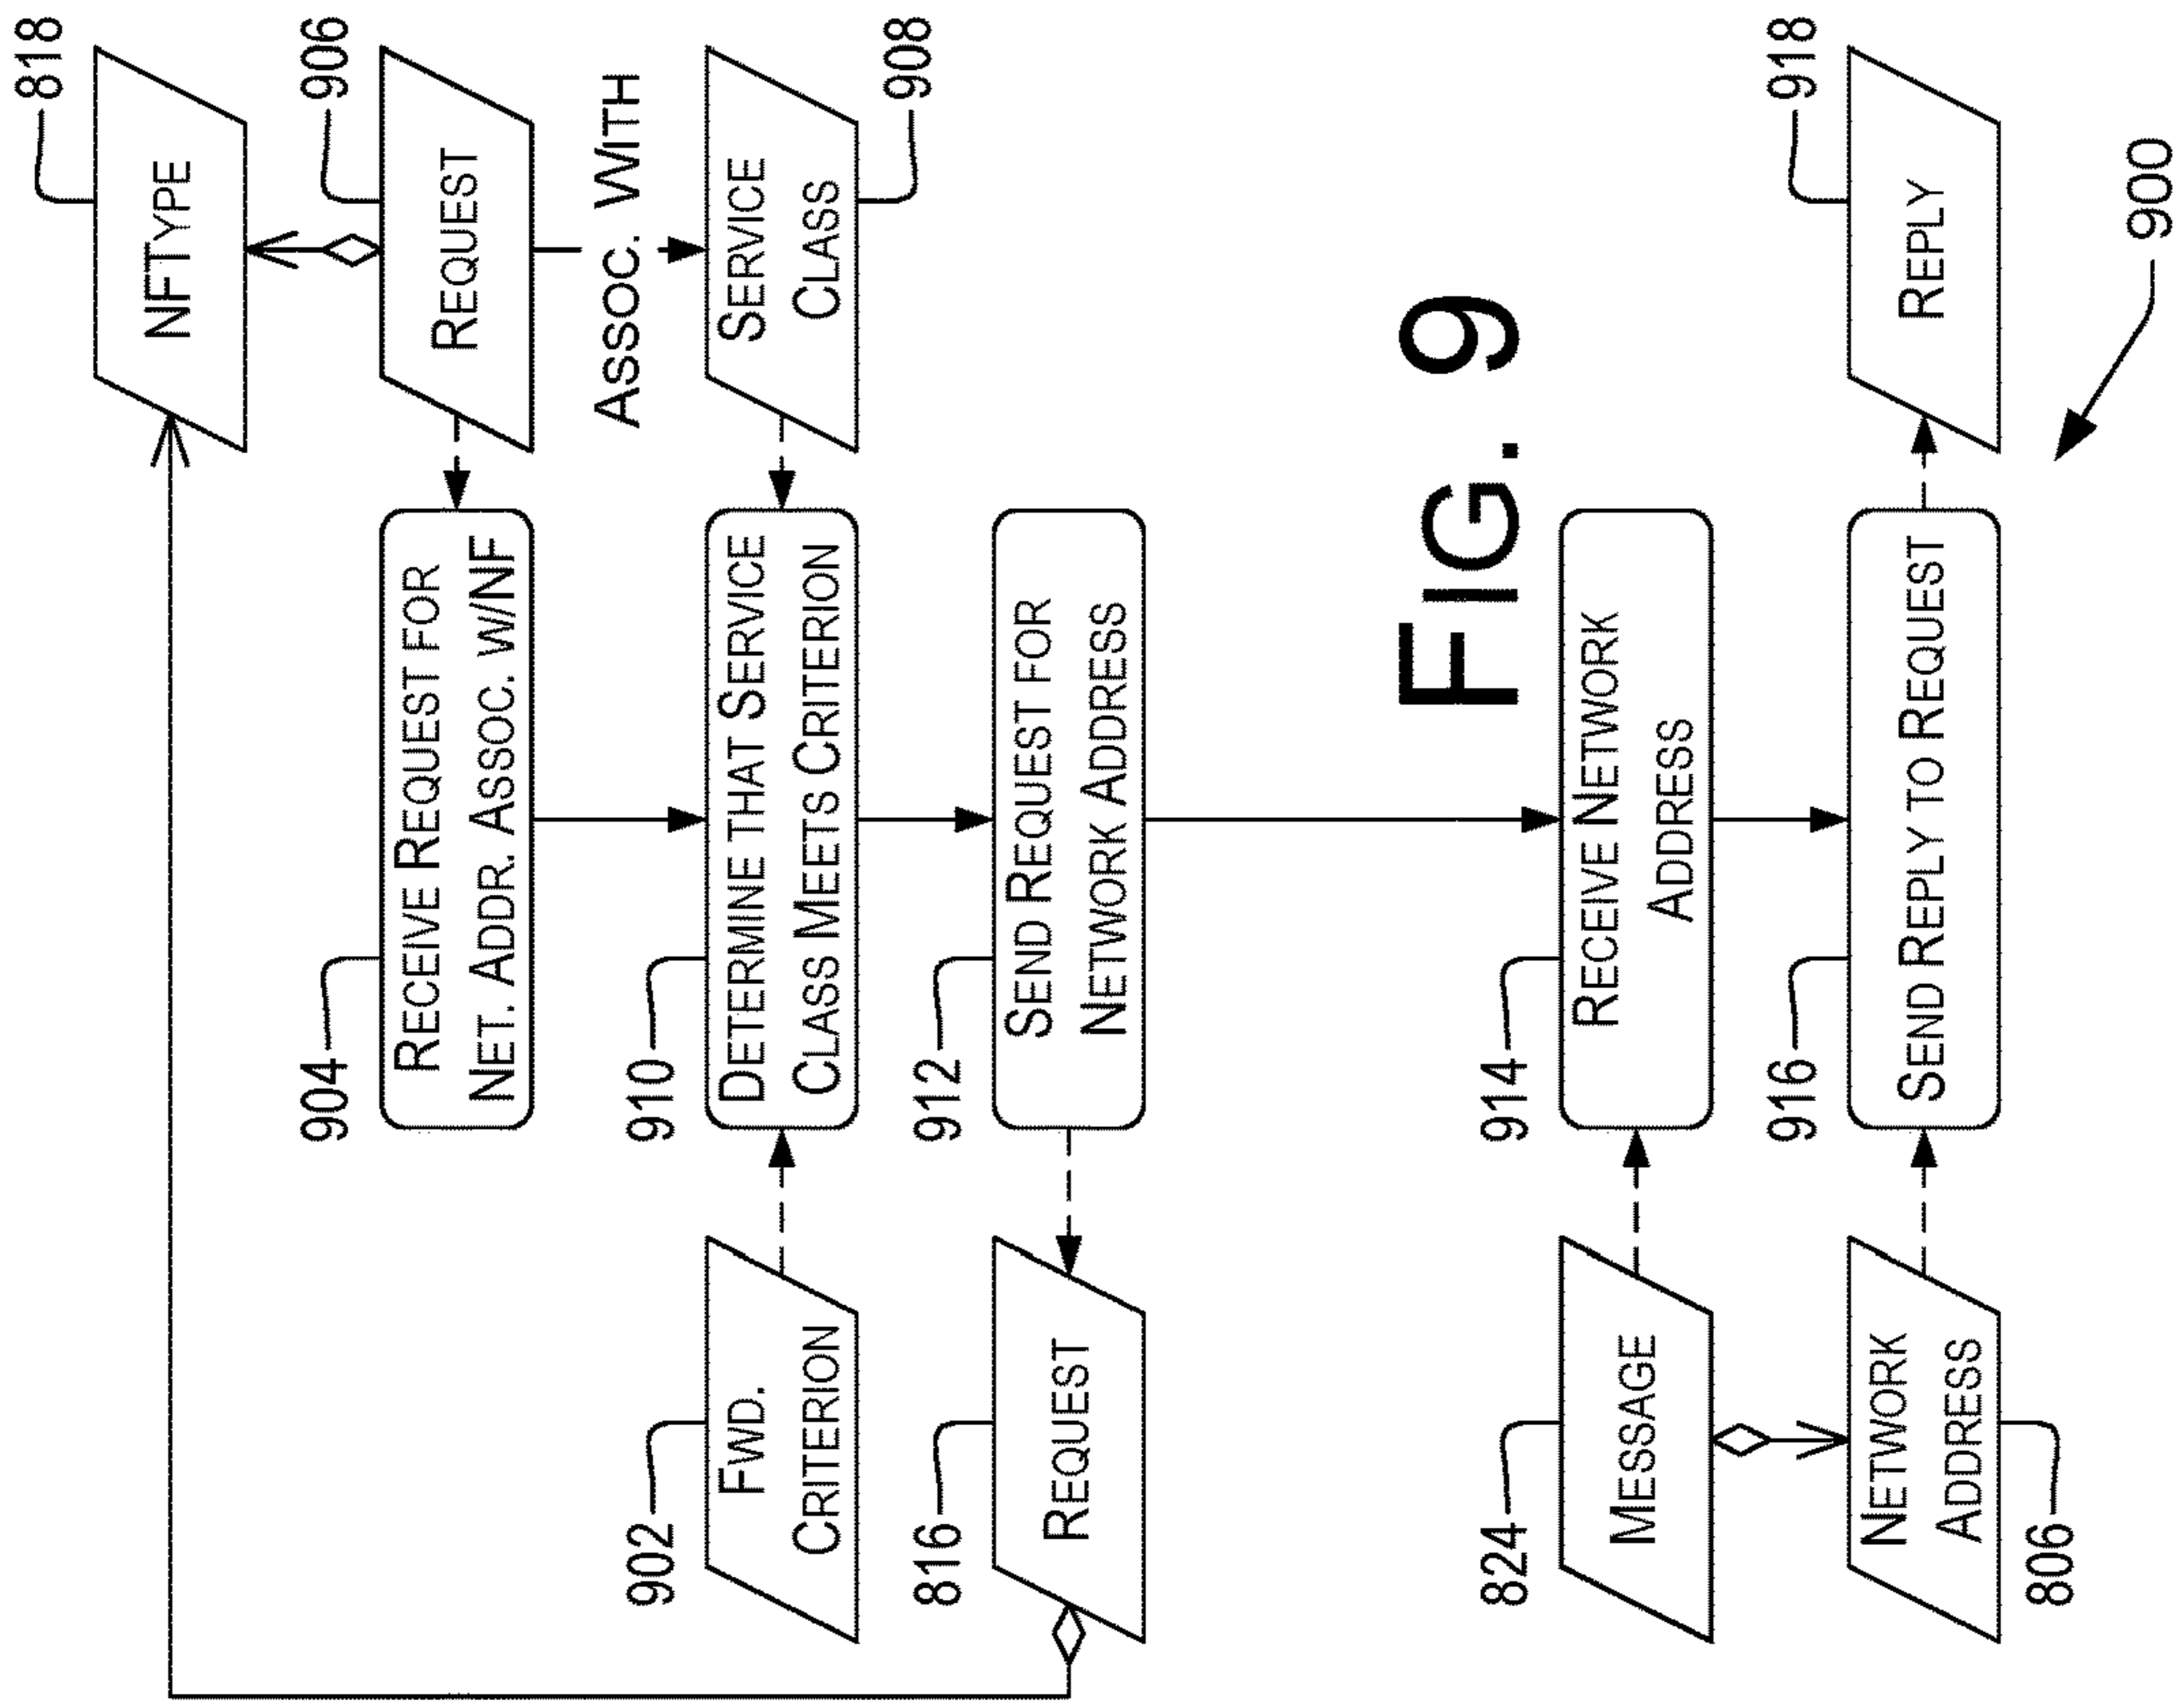 818
NFType
904
Receive Request for
Net. Addr. Assoc. w/NF
906
Request
Assoc. With
902
Fwd.
Criterion
910
Determine that Service
Class Meets Criterion
Service
Class
908
816
Request
912
Send Request for
Network Address
Fig. 9
824
Message
914
Receive Network
Address
Network
Address
806
916
Send Reply to Request
918
Reply
900